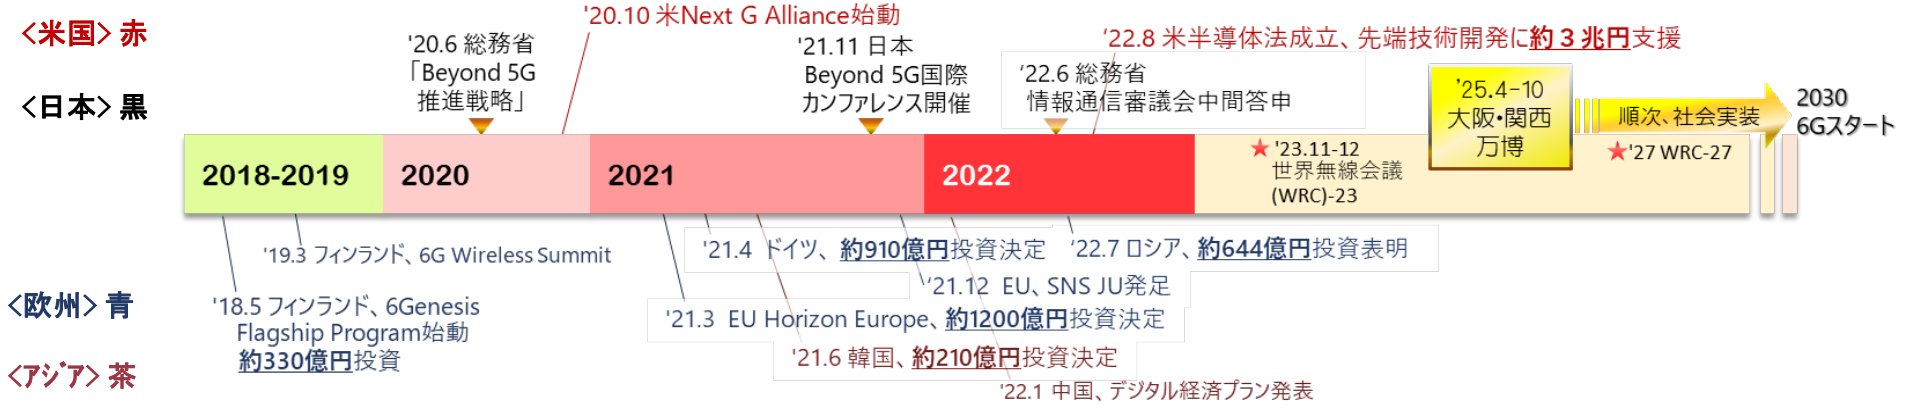 <米国> 赤
<日本> 黒
<欧州> 青
<ｱｼﾞｱ> 茶
'20.6 総務省
「Beyond 5G
推進戦略」
'20.10 米Next G Alliance始動
'21.11 日本
Beyond 5G国際
カンファレンス開催
‘22.6 総務省
情報通信審議会中間答申
‘22.8 米半導体法成立、先端技術開発に約３兆円支援
’25.4-10
大阪・関西
万博
順次、社会実装
2030
6Gスタート
2018-2019
2020
2021
2022
★ '23.11-12
世界無線会議
(WRC)-23
★'27 WRC-27
'19.3 フィンランド、6G Wireless Summit
'18.5 フィンランド、6Genesis
Flagship Program始動
約330億円投資
'21.4 ドイツ、約910億円投資決定
‘22.7 ロシア、約644億円投資表明
‘21.12 EU、SNS JU発足
'21.3 EU Horizon Europe、約1200億円投資決定
'21.6 韓国、約210億円投資決定
'22.1 中国、デジタル経済プラン発表